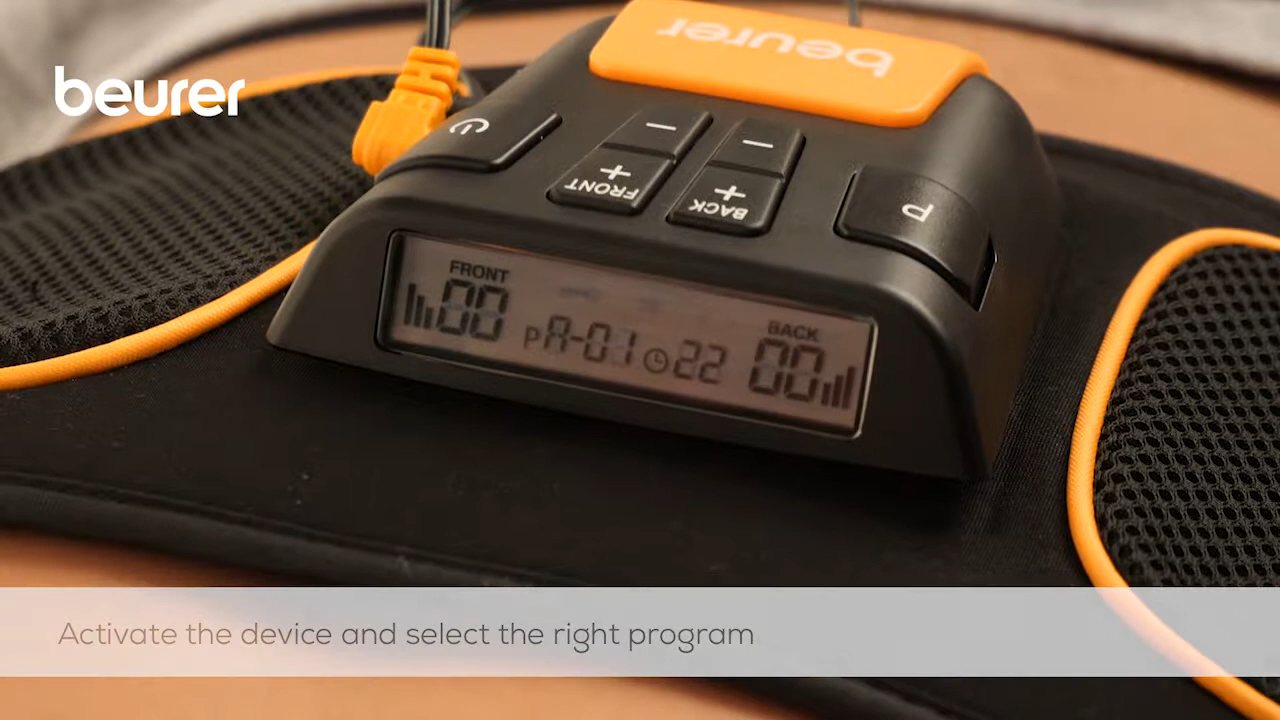 beurer
beurer
FRONT
BACK
P
FRONT
00
P A-01
22
BACK
00
Activate the device and select the right program